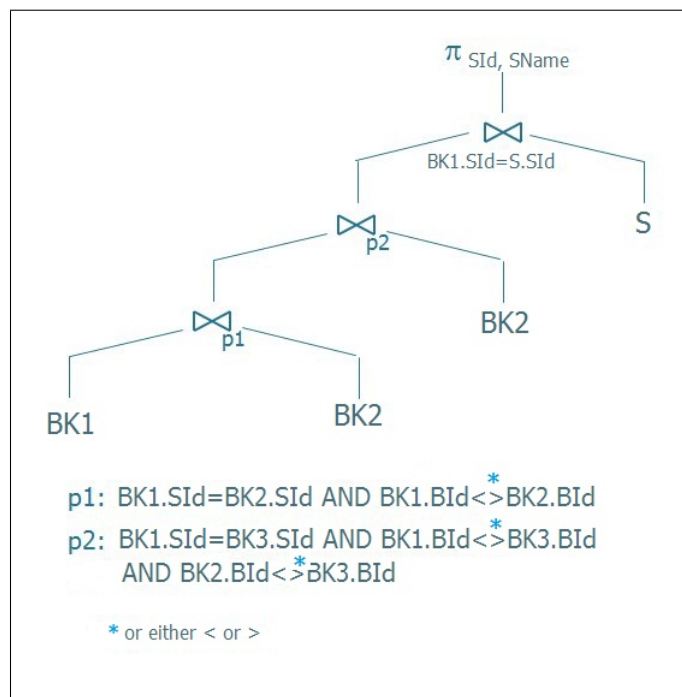 π SId, SName
BK1.SId=S.SId
S
p2
BK2
p1
BK1
BK2
p1: BK1.SId=BK2.SId AND BK1.BId<*>BK2.BId
p2: BK1.SId=BK3.SId AND BK1.BId<*>BK3.BId
AND BK2.BId<*>BK3.BId
* or either < or >